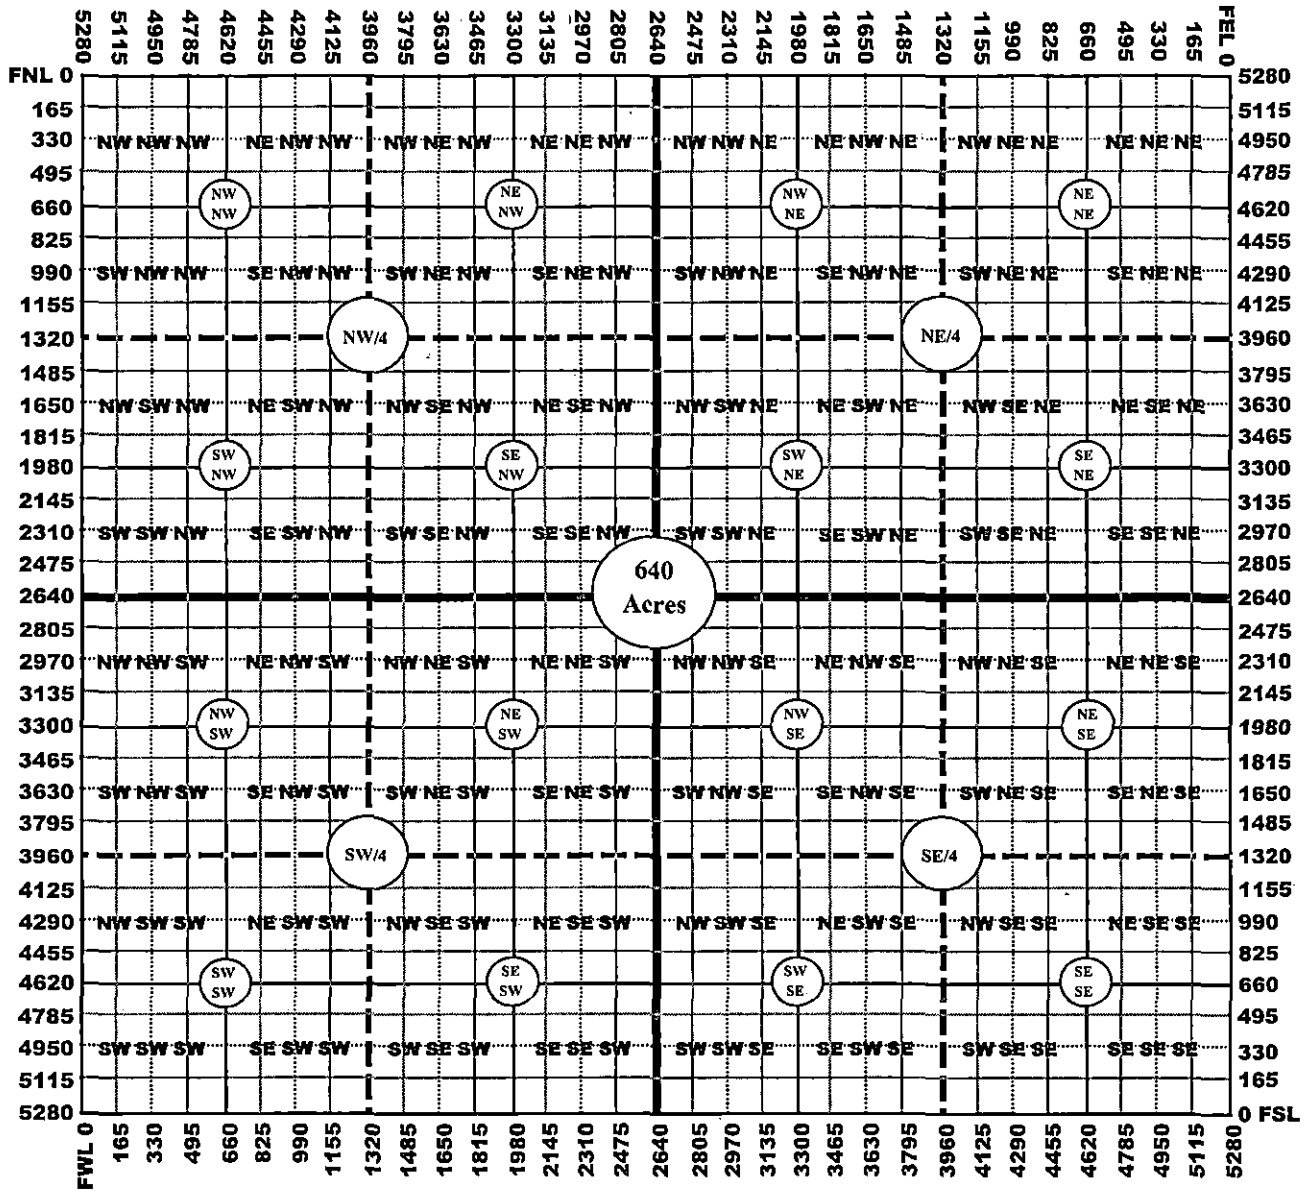 5280 5115 4950 4785 4620 4455 4290 4125 3960 3795 3630 3465 3300 3135 2970 2805 2640 2475 2310 2145 1980 1815 1650 1485 1320 1155 990 825 660 495 330 165 FEL 0
FNL 0 5280
165 5115
330 NW NW NW NE NW NW NW NE NW NE NE NW NW NW NE NE NW NE NW NE NE NE NE NE 4950
495 4785
NW NE NW NE
660 NW NW NE NE 4620
825 4455
990 SW NW NW SE NW NW SW NE NW SE NE NW SW NW NE SE NW NE SW NE NE SE NE NE 4290
1155 4125
1320 NW/4 NE/4 3960
1485 3795
1650 NW SW NW NE SW NW NW SE NW NE SE NW NW SW NE NE SW NE NW SE NE NE SE NE 3630
1815 3465
SW SE SW SE
1980 NW NW NE NE 3300
2145 3135
2310 SW SW NW SE SW NW SW SE NW SE SE NW SW SW NE SE SW NE SW SE NE SE SE NE 2970
2475 2805
640
2640 Acres 2640
2805 2475
2970 NW NW SW NE NW SW NW NE SW NE NE SW NW NW SE NE NW SE NW NE SE NE NE SE 2310
3135 2145
NW NE NW NE
3300 SW SW SE SE 1980
3465 1815
3630 SW NW SW SE NW SW SW NE SW SE NE SW SW NW SE SE NW SE SW NE SE SE NE SE 1650
3795 1485
3960 SW/4 SE/4 1320
4125 1155
4290 NW SW SW NE SW SW NW SE SW NE SE SW NW SW SE NE SW SE NW SE SE NE SE SE 990
4455 825
SW SE SW SE
4620 SW SW SE SE 660
4785 495
4950 SW SW SW SE SW SW SW SE SW SE SE SW SW SW SE SE SW SE SW SE SE SE SE SE 330
5115 165
5280 0 FSL
FWL 0 165 330 495 660 825 990 1155 1320 1485 1650 1815 1980 2145 2310 2475 2640 2805 2970 3135 3300 3465 3630 3795 3960 4125 4290 4455 4620 4785 4950 5115 5280